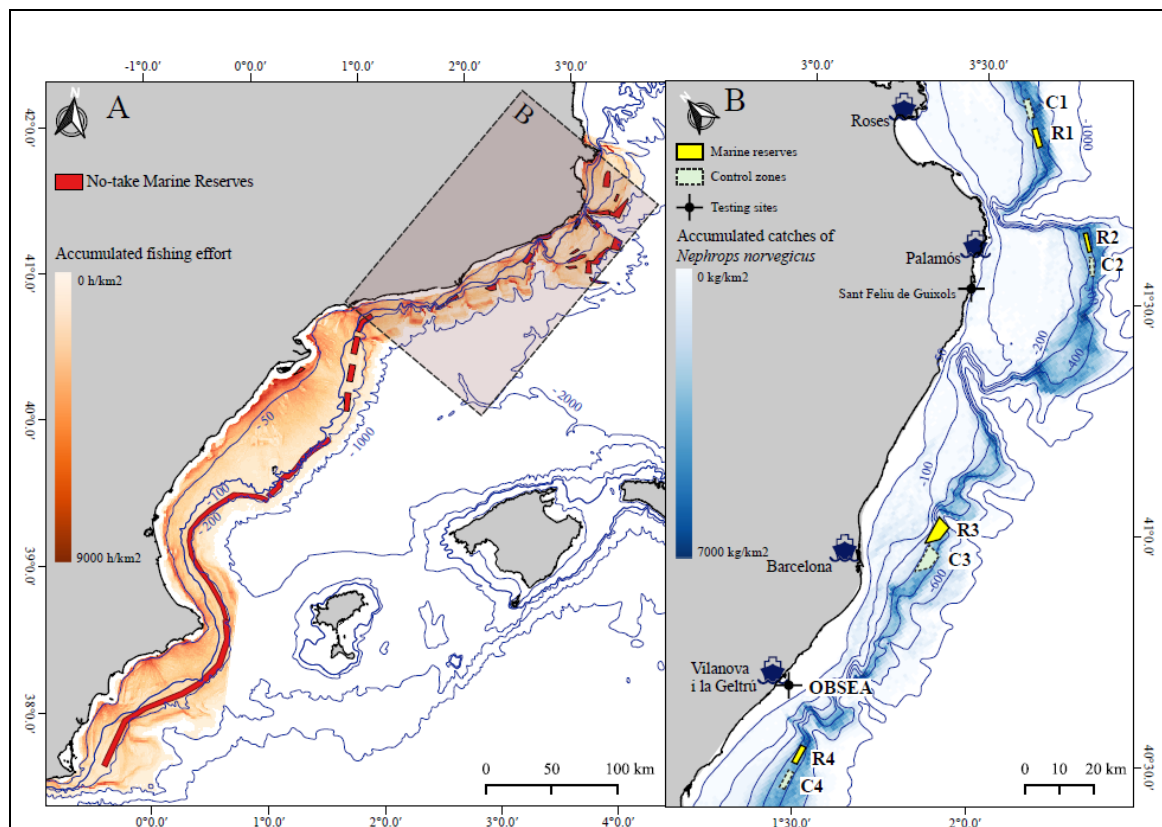 -1°0.0'
0°0.0'
1°0.0'
2°0.0'
3°0.0'
42°0.0'
41°0.0'
40°0.0'
39°0.0'
38°0.0'
A
B
No-take Marine Reserves
Accumulated fishing effort
0 h/km2
9000 h/km2
-50
-100
-200
-1000
-2000
0 50 100 km
0°0.0'
1°0.0'
2°0.0'
3°0.0'
4°0.0'
3°0.0'
3°30.0'
B
Roses
C1
R1
-1000
Marine reserves
Control zones
Testing sites
Accumulated catches of
Nephrops norvegicus
0 kg/km2
7000 kg/km2
Palamós
R2
C2
Sant Feliu de Guixols
41°30.0'
-50
-200
-400
-100
R3
C3
41°0.0'
Barcelona
-600
Vilanova
i la Geltrú
OBSEA
R4
C4
40°30.0'
0 10 20 km
1°30.0'
2°0.0'